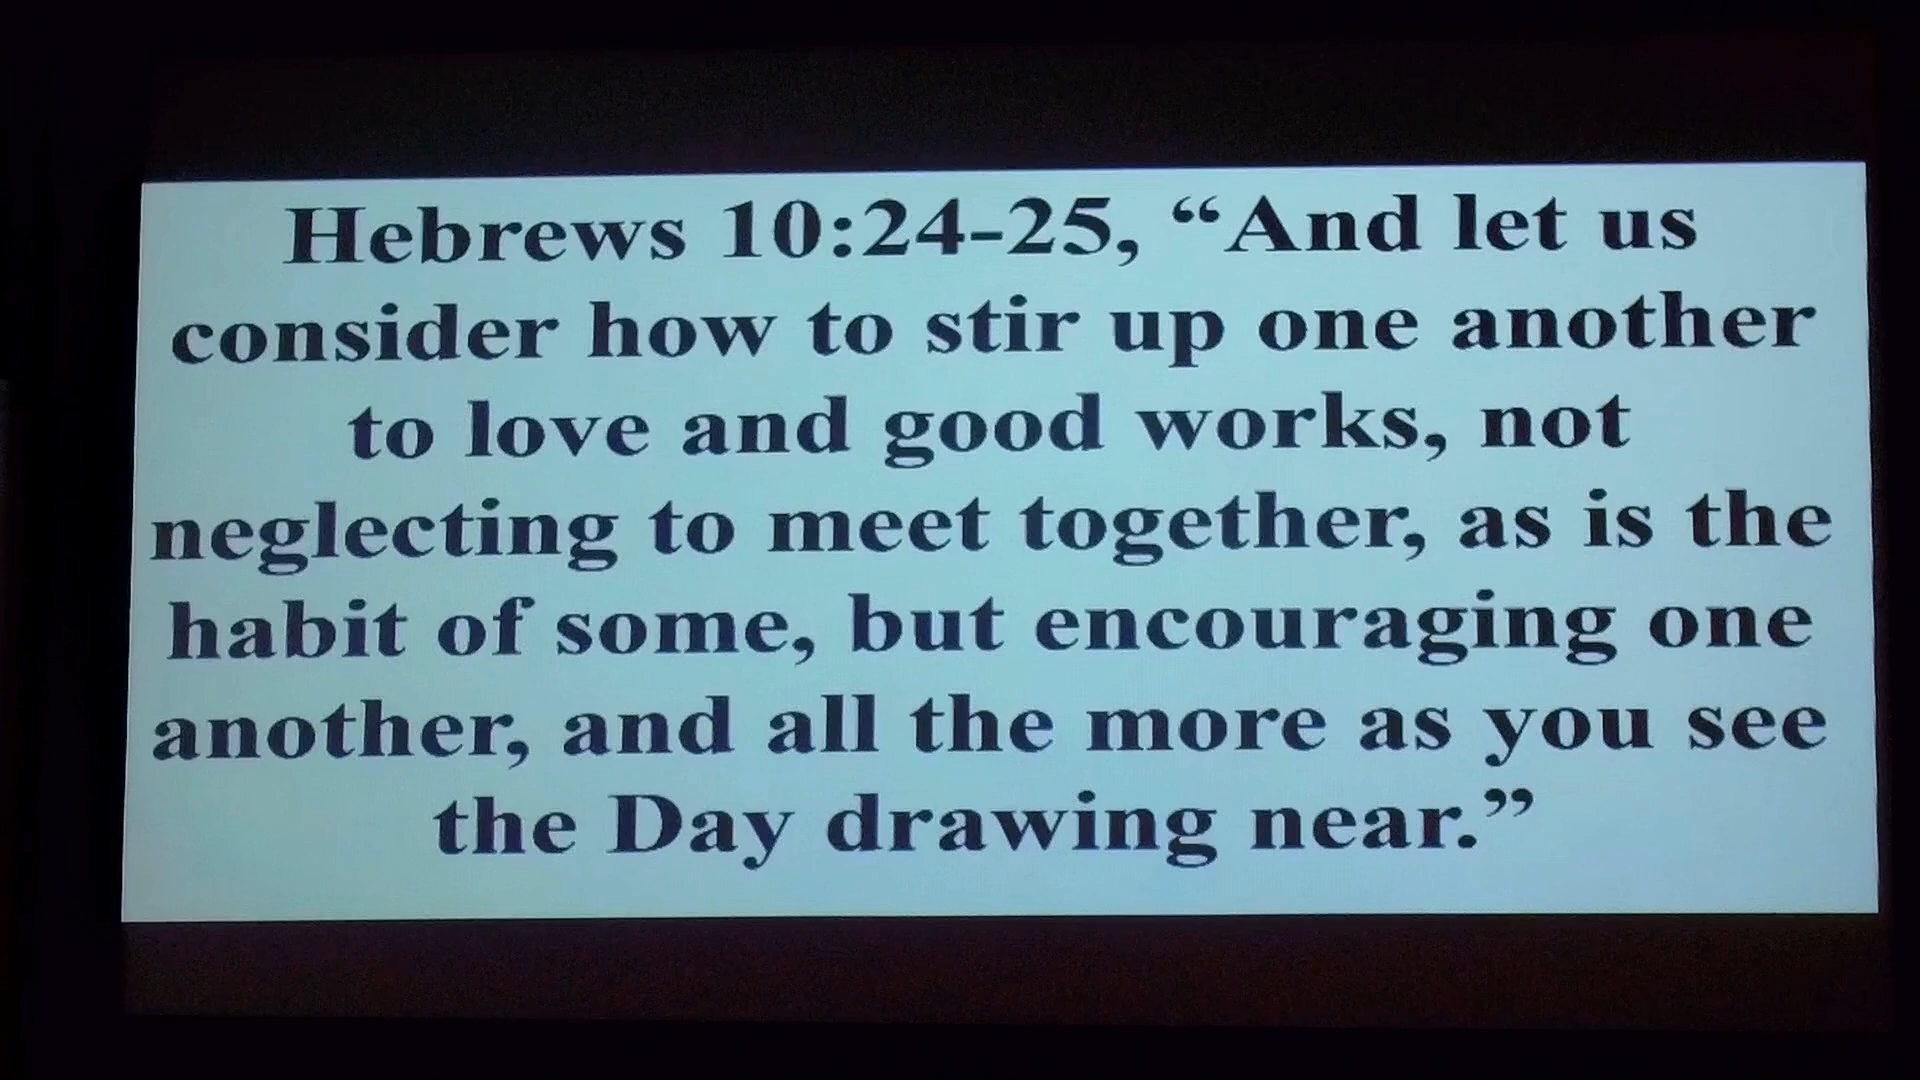 Hebrews 10:24-25, “And let us
consider how to stir up one another
to love and good works, not
neglecting to meet together, as is the
habit of some, but encouraging one
another, and all the more as you see
the Day drawing near.”